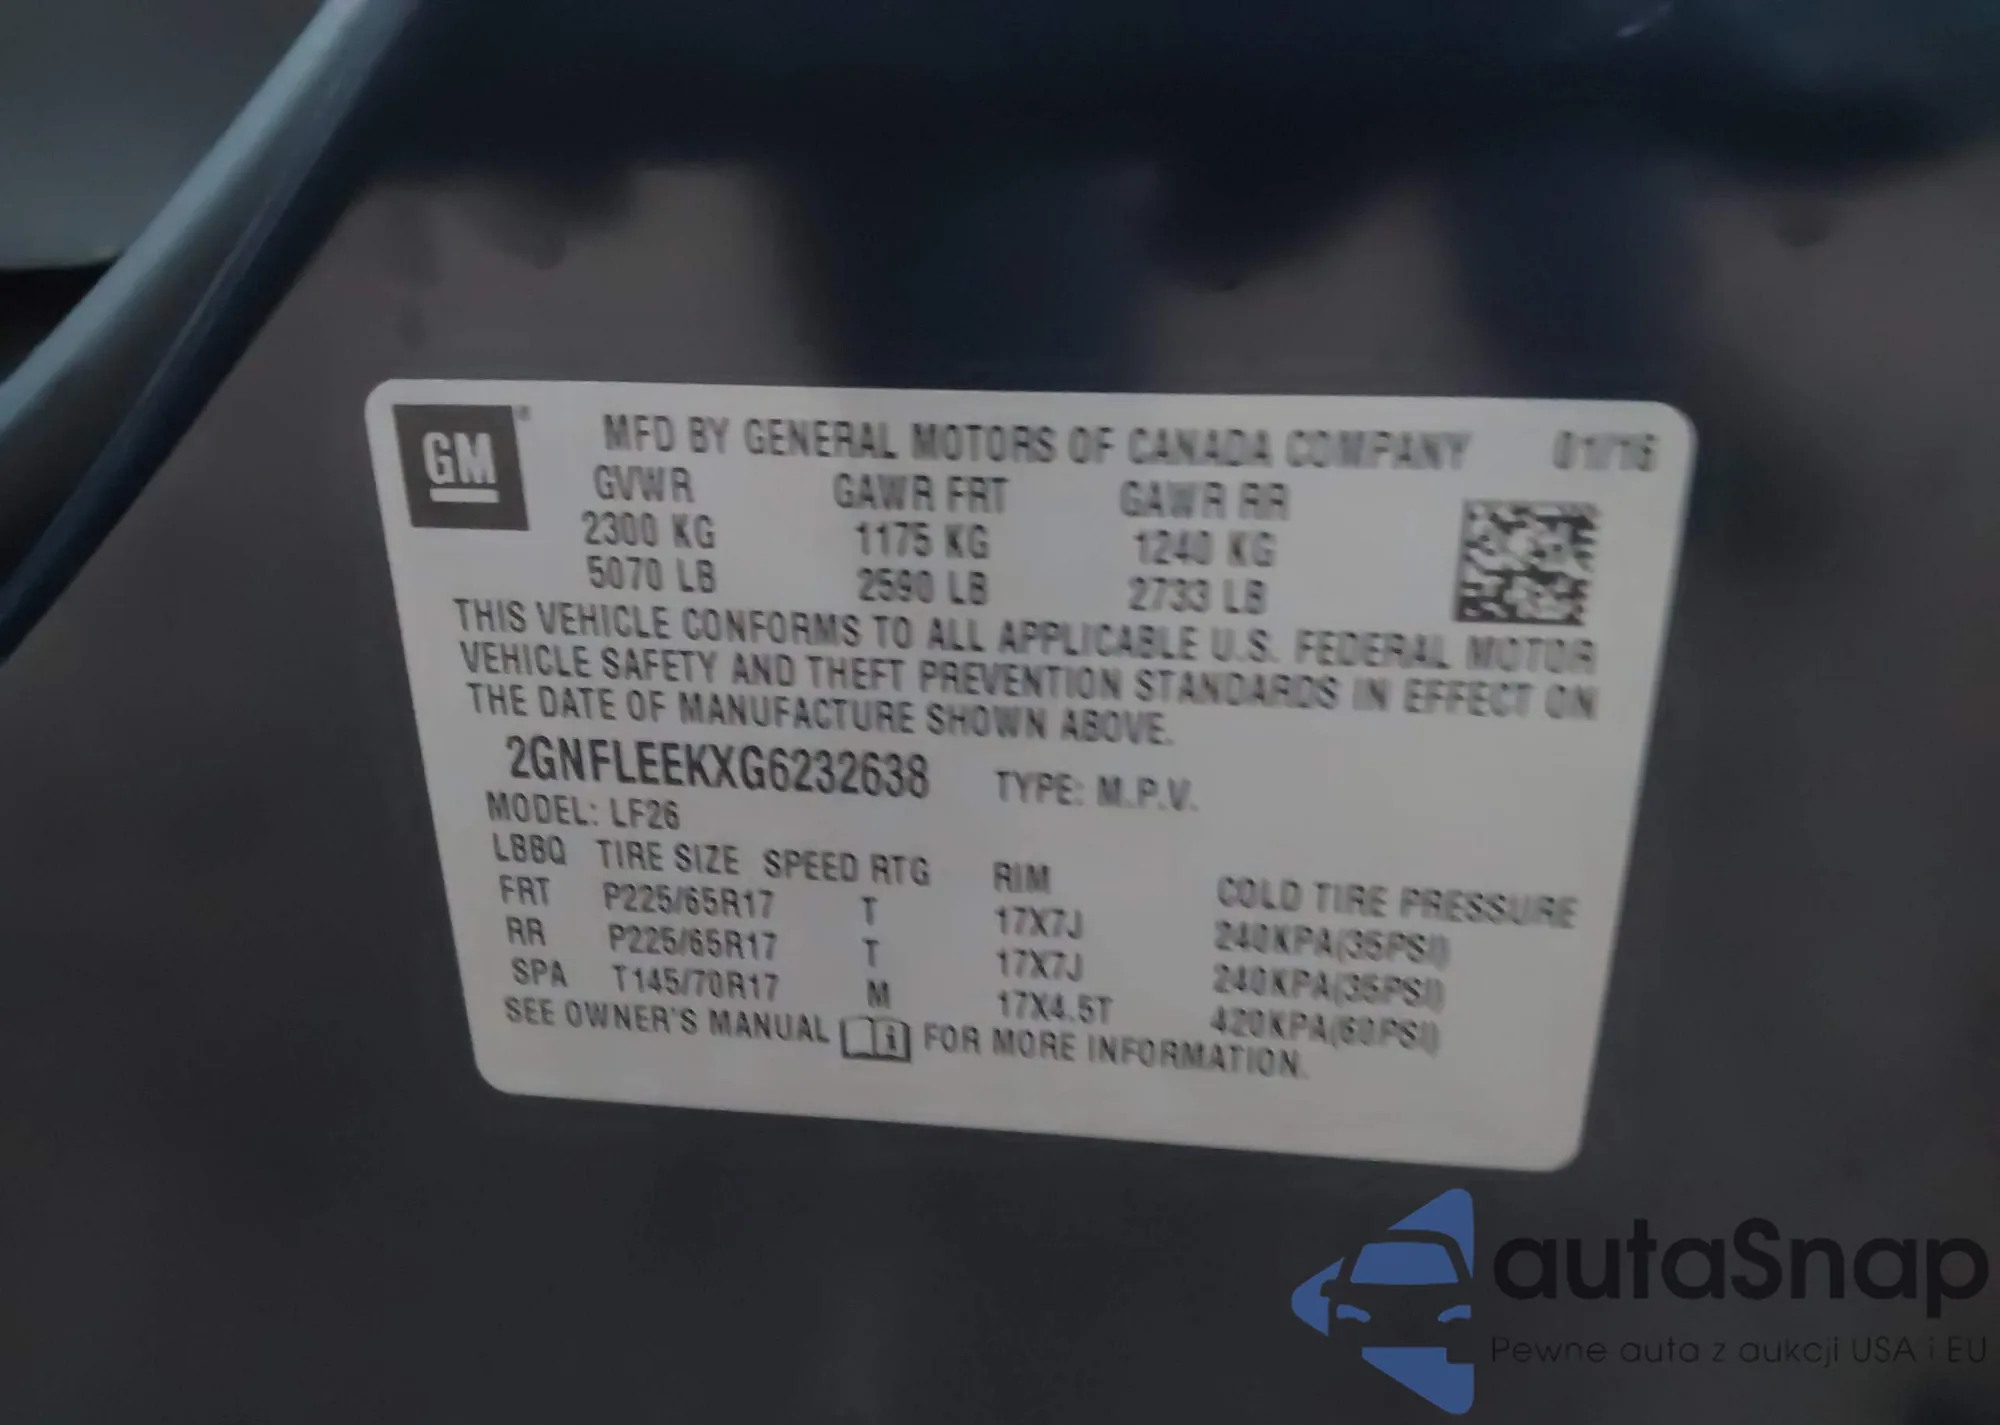 GM®
MFD BY GENERAL MOTORS OF CANADA COMPANY 01/16
GVWR GAWR FRT GAWR RR
2300 KG 1175 KG 1240 KG
5070 LB 2590 LB 2733 LB
THIS VEHICLE CONFORMS TO ALL APPLICABLE U.S. FEDERAL MOTOR
VEHICLE SAFETY AND THEFT PREVENTION STANDARDS IN EFFECT ON
THE DATE OF MANUFACTURE SHOWN ABOVE.
2GNFLEEKXG6232638 TYPE: M.P.V.
MODEL: LF26
LBBQ TIRE SIZE SPEED RTG RIM COLD TIRE PRESSURE
FRT P225/65R17 T 17X7J 240KPA(35PSI)
RR P225/65R17 T 17X7J 240KPA(35PSI)
SPA T145/70R17 M 17X4.5T 420KPA(60PSI)
SEE OWNER'S MANUAL FOR MORE INFORMATION.
autaSnap
Pewne auta z aukcji USA i EU